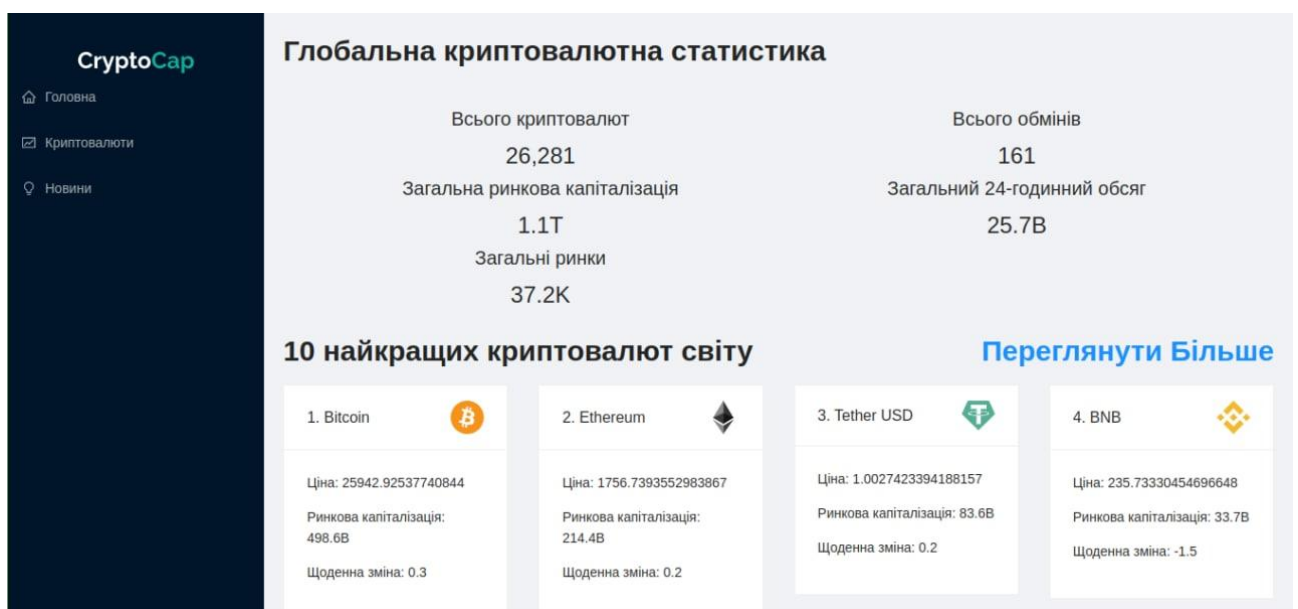 CryptoCap
Головна
Криптовалюти
Новини
Глобальна криптовалютна статистика
Всього криптовалют
26,281
Всього обмінів
161
Загальна ринкова капіталізація
1.1T
Загальний 24-годинний обсяг
25.7B
Загальні ринки
37.2K
10 найкращих криптовалют світу
Переглянути Більше
1. Bitcoin
Ціна: 25942.92537740844
Ринкова капіталізація:
498.6B
Щоденна зміна: 0.3
2. Ethereum
Ціна: 1756.7393552983867
Ринкова капіталізація:
214.4B
Щоденна зміна: 0.2
3. Tether USD
Ціна: 1.0027423394188157
Ринкова капіталізація: 83.6B
Щоденна зміна: 0.2
4. BNB
Ціна: 235.73330454696648
Ринкова капіталізація: 33.7B
Щоденна зміна: -1.5